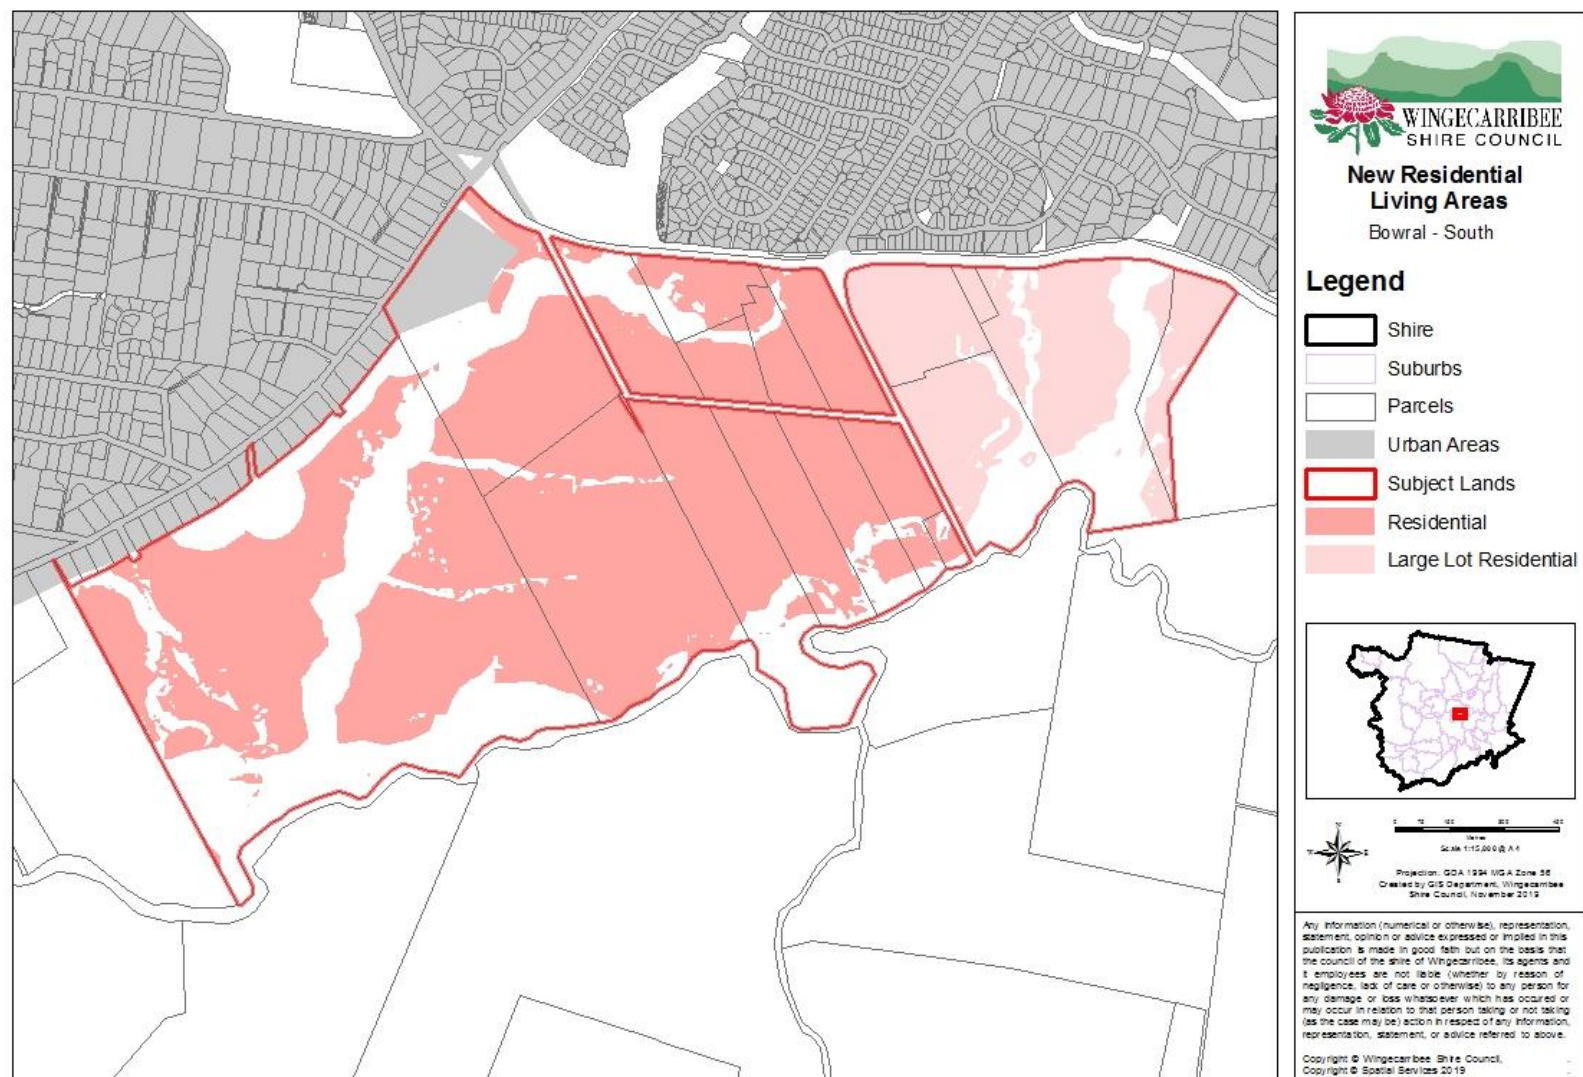 WINGECARRIBEE
SHIRE COUNCIL
New Residential
Living Areas
Bowral - South
Legend
Shire
Suburbs
Parcels
Urban Areas
Subject Lands
Residential
Large Lot Residential
N
Scale 1:15,000 @ A4
Projection: GDA 1994 MGA Zone 56
Created by GIS Department, Wingecarribee
Shire Council, November 2019
Any information (numerical or otherwise), representation,
statement, opinion or advice expressed or implied in this
publication is made in good faith but on the basis that
the council of the shire of Wingecarribee, its agents and
it employees are not liable (whether by reason of
negligence, lack of care or otherwise) to any person for
any damage or loss whatsoever which has occured or
may occur in relation to that person taking or not taking
(as the case may be) action in respect of any information,
representation, statement, or advice referred to above.
Copyright © Wingecarribee Shire Council,
Copyright © Spatial Services 2019